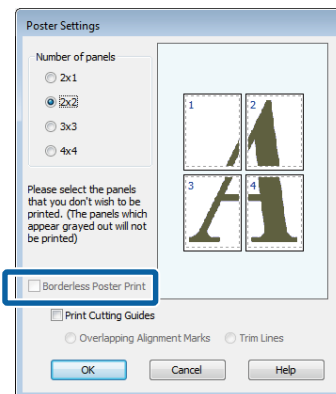 Poster Settings
Number of panels
2x1
2x2
3x3
4x4
Please select the panels
that you don't wish to be
printed. (The panels which
appear grayed out will not
be printed)
1
2
3
4
Borderless Poster Print
Print Cutting Guides
Overlapping Alignment Marks
Trim Lines
OK
Cancel
Help